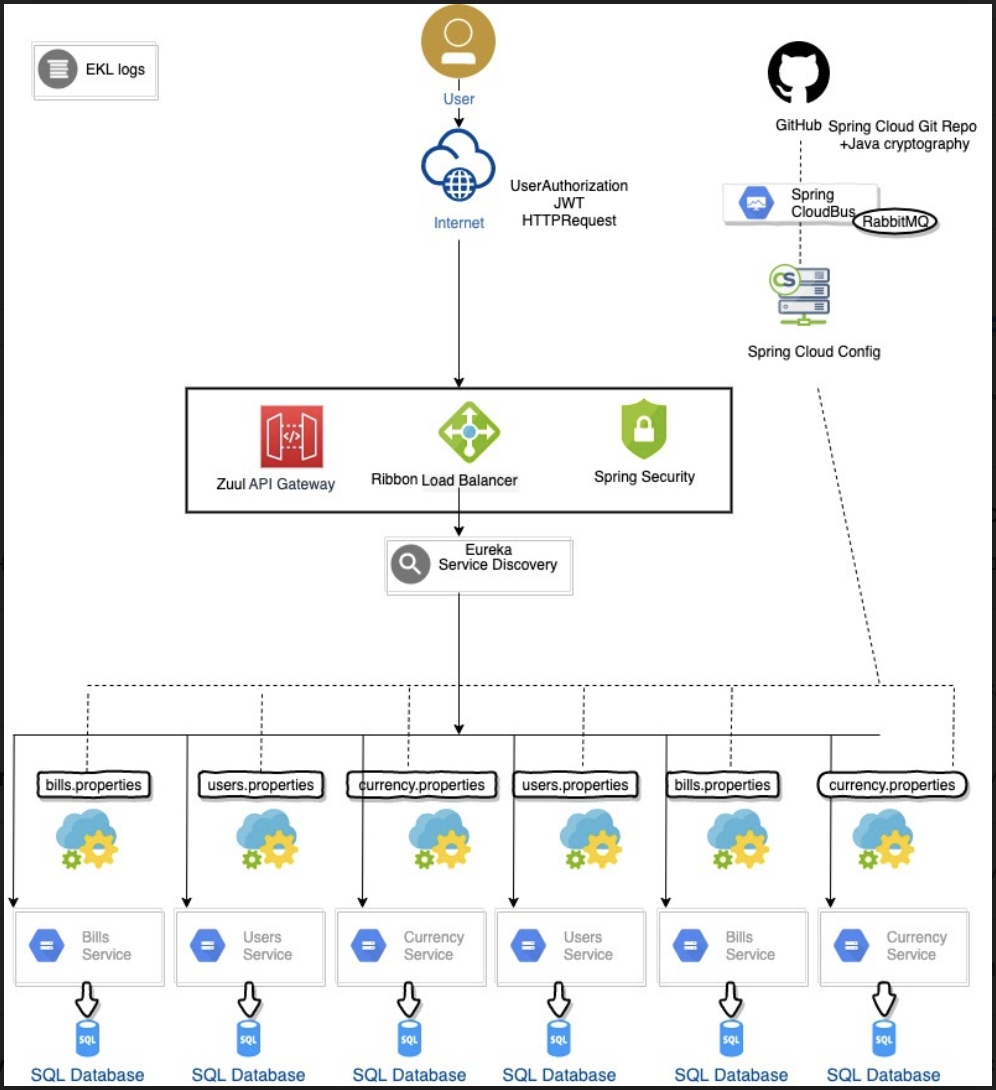 EKL logs
User
Internet
UserAuthorization
JWT
HTTPRequest
GitHub
Spring Cloud Git Repo
+Java cryptography
Spring
CloudBus
RabbitMQ
CS
Spring Cloud Config
</>
Zuul API Gateway
Ribbon Load Balancer
Spring Security
Eureka
Service Discovery
bills.properties
users.properties
currency.properties
users.properties
bills.properties
currency.properties
Bills
Service
Users
Service
Currency
Service
Users
Service
Bills
Service
Currency
Service
SQL
SQL
SQL
SQL
SQL
SQL
SQL Database
SQL Database
SQL Database
SQL Database
SQL Database
SQL Database